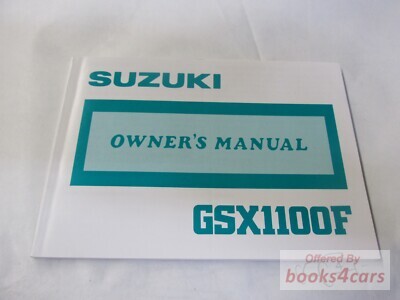 SUZUKI
OWNER'S MANUAL
GSX1100F
Offered By
books4cars